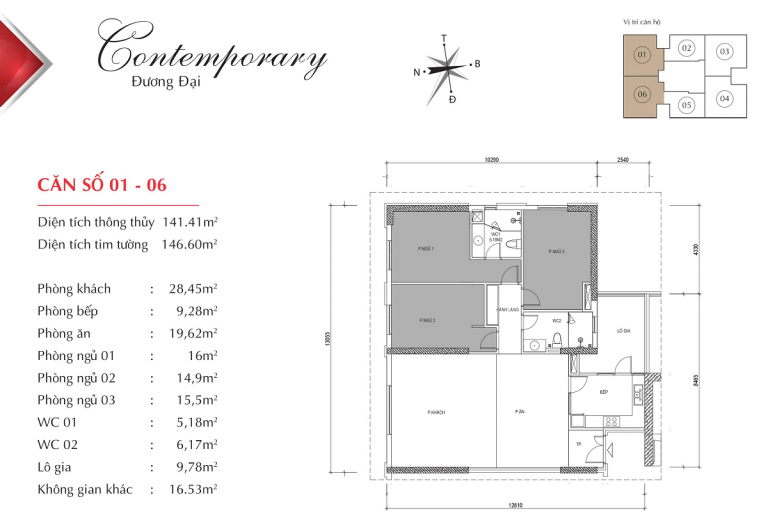 Contemporary
Đương Đại
Vị trí căn hộ
01
02
03
06
05
04
T
N
B
Đ
CĂN SỐ 01 - 06
Diện tích thông thủy 141.41m²
Diện tích tim tường 146.60m²
Phòng khách : 28,45m²
Phòng bếp : 9,28m²
Phòng ăn : 19,62m²
Phòng ngủ 01 : 16m²
Phòng ngủ 02 : 14,9m²
Phòng ngủ 03 : 15,5m²
WC 01 : 5,18m²
WC 02 : 6,17m²
Lô gia : 9,78m²
Không gian khác : 16.53m²
10290
2540
4330
13055
8465
12610
P.NGỦ 1
WC1
5.19M2
P.NGỦ 3
P.NGỦ 2
HÀNH LANG
WC2
LÔ GIA
BẾP
P.KHÁCH
P.ĂN
TP